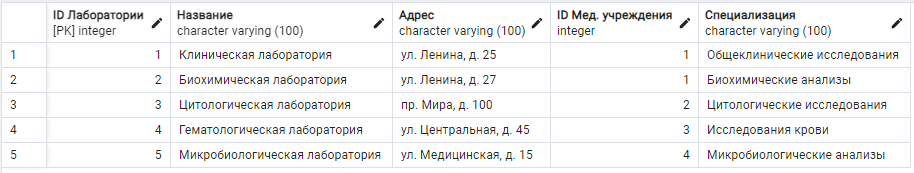 ID Лаборатории Название Адрес ID Мед. учреждения Специализация
[PK] integer character varying (100) character varying (100) integer character varying (100)
1 1 Клиническая лаборатория ул. Ленина, д. 25 1 Общеклинические исследования
2 2 Биохимическая лаборатория ул. Ленина, д. 27 1 Биохимические анализы
3 3 Цитологическая лаборатория пр. Мира, д. 100 2 Цитологические исследования
4 4 Гематологическая лаборатория ул. Центральная, д. 45 3 Исследования крови
5 5 Микробиологическая лаборатория ул. Медицинская, д. 15 4 Микробиологические анализы